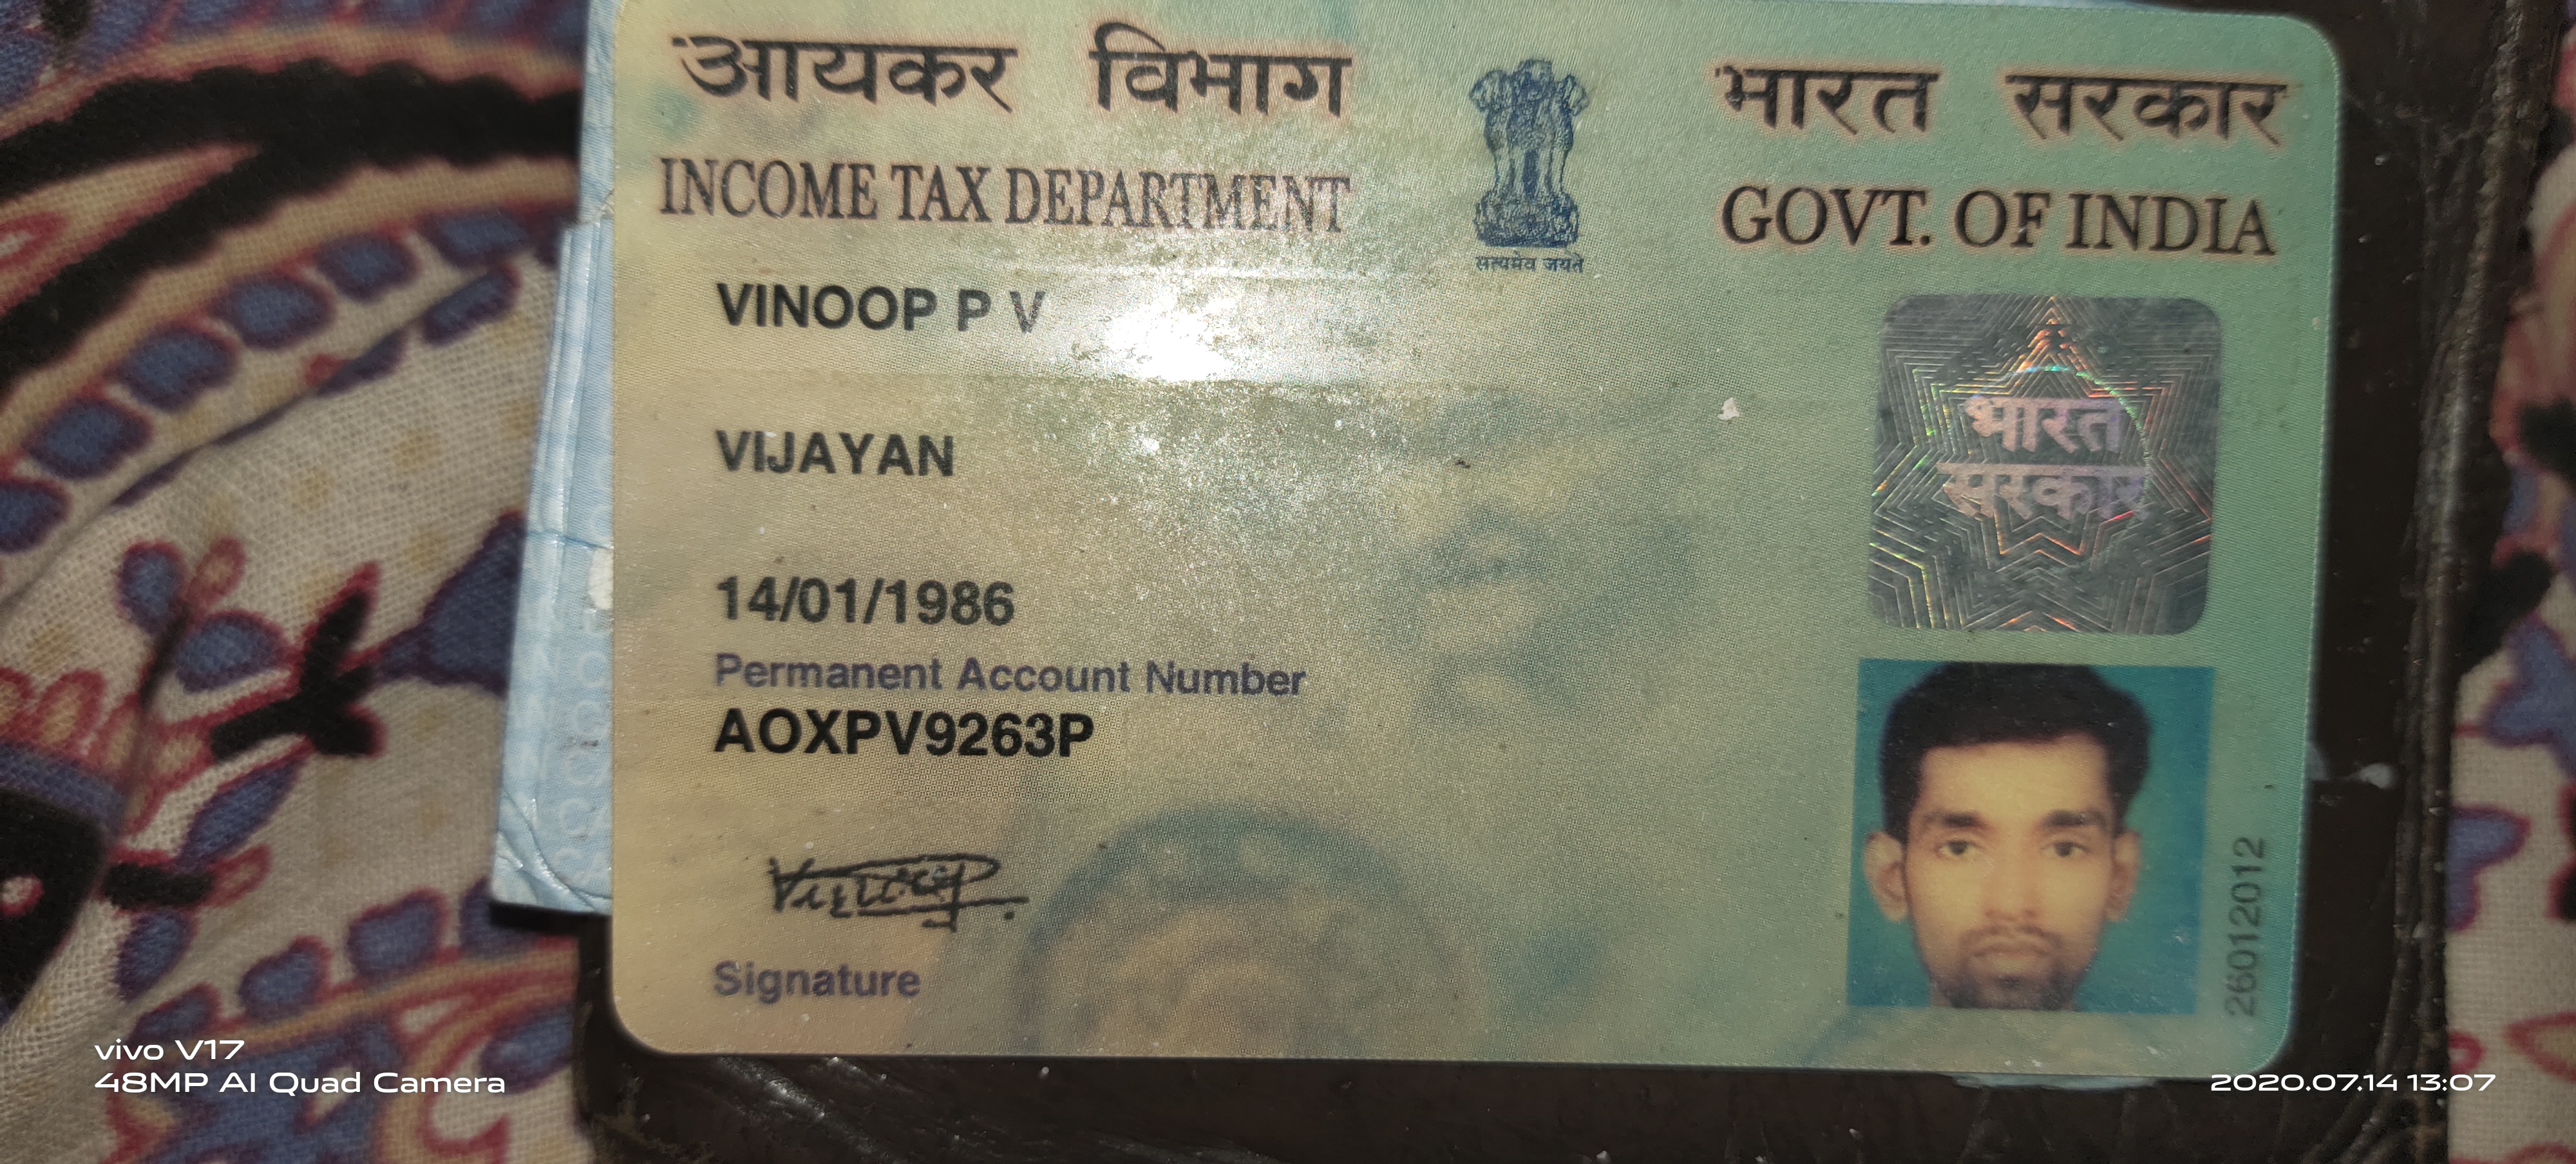 आयकर विभाग
भारत सरकार
INCOME TAX DEPARTMENT
GOVT. OF INDIA
सत्यमेव जयते
VINOOP P V
VIJAYAN
14/01/1986
Permanent Account Number
AOXPV9263P
Signature
भारत
सरकार
26012012
vivo V17
48MP AI Quad Camera
2020.07.14 13:07